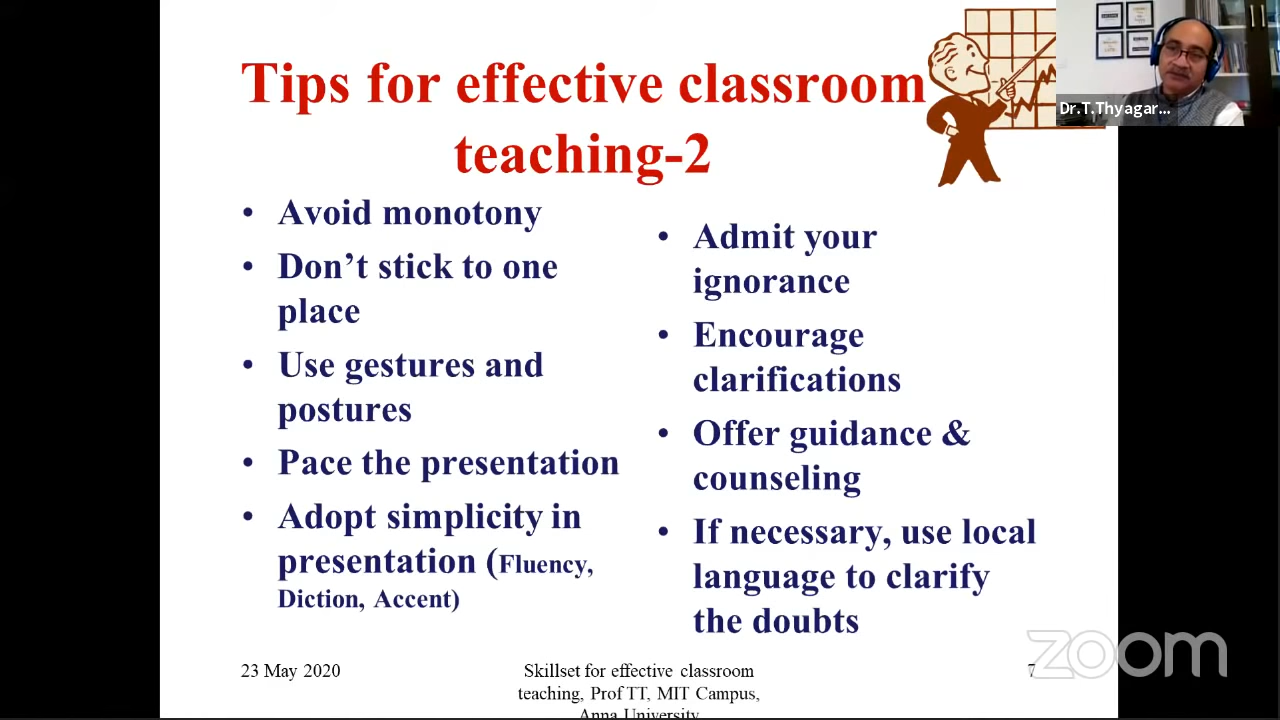 Tips for effective classroom
teaching-2
Dr.T.Thyagar...
• Avoid monotony
• Don’t stick to one
place
• Use gestures and
postures
• Pace the presentation
• Adopt simplicity in
presentation (Fluency,
Diction, Accent)
• Admit your
ignorance
• Encourage
clarifications
• Offer guidance &
counseling
• If necessary, use local
language to clarify
the doubts
23 May 2020
Skillset for effective classroom
teaching, Prof TT, MIT Campus,
Anna University
7
zoom